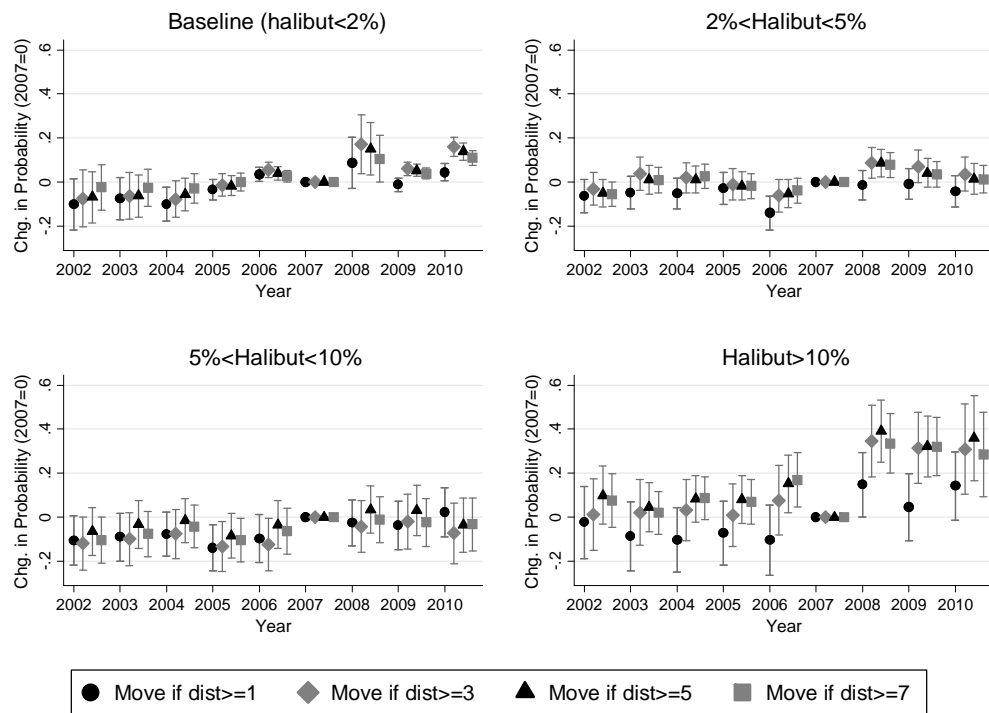 Baseline (halibut<2%)
Chg. in Probability (2007=0)
.6
.4
.2
0
-.2
2002 2003 2004 2005 2006 2007 2008 2009 2010
Year
2%<Halibut<5%
Chg. in Probability (2007=0)
.6
.4
.2
0
-.2
2002 2003 2004 2005 2006 2007 2008 2009 2010
Year
5%<Halibut<10%
Chg. in Probability (2007=0)
.6
.4
.2
0
-.2
2002 2003 2004 2005 2006 2007 2008 2009 2010
Year
Halibut>10%
Chg. in Probability (2007=0)
.6
.4
.2
0
-.2
2002 2003 2004 2005 2006 2007 2008 2009 2010
Year
Move if dist>=1 Move if dist>=3 Move if dist>=5 Move if dist>=7